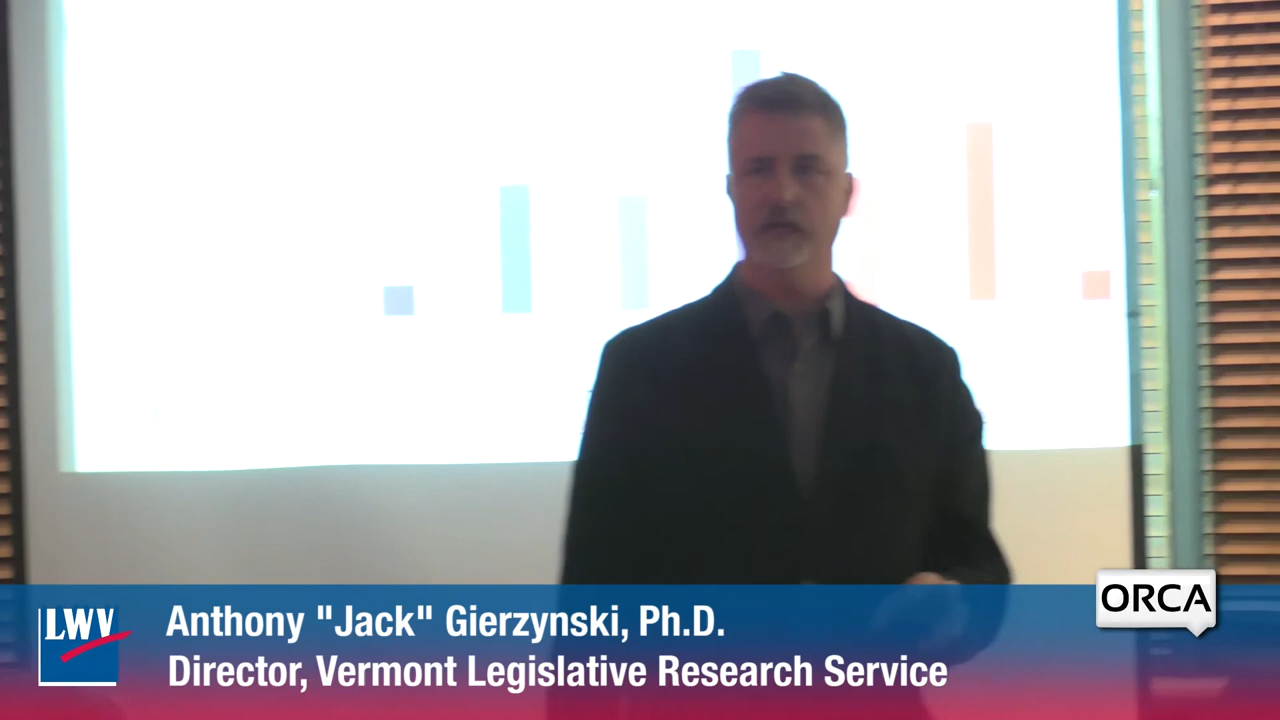 LWV
Anthony "Jack" Gierzynski, Ph.D.
Director, Vermont Legislative Research Service
ORCA